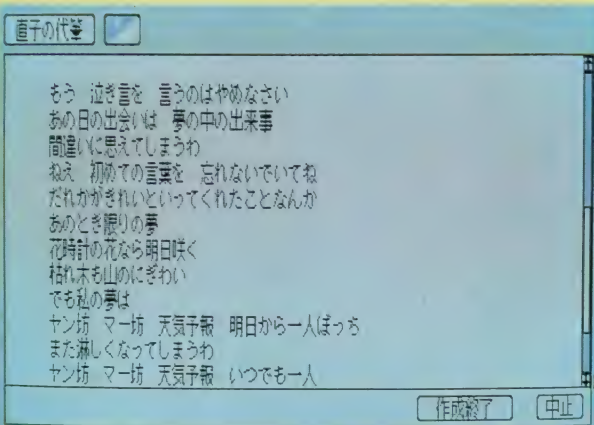 直子の代筆
もう 泣き言を 言うのはやめなさい
あの日の出会いは 夢の中の出来事
間違いに思えてしまうわ
ねえ 初めての言葉を 忘れないでいてね
だれかがきれいといってくれたことなんか
あのとき限りの夢
花時計の花なら明日咲く
枯れ木も山のにぎわい
でも私の夢は
ヤン坊 マー坊 天気予報 明日から一人ぼっち
また淋しくなってしまうわ
ヤン坊 マー坊 天気予報 いつでも一人
作成終了 中止